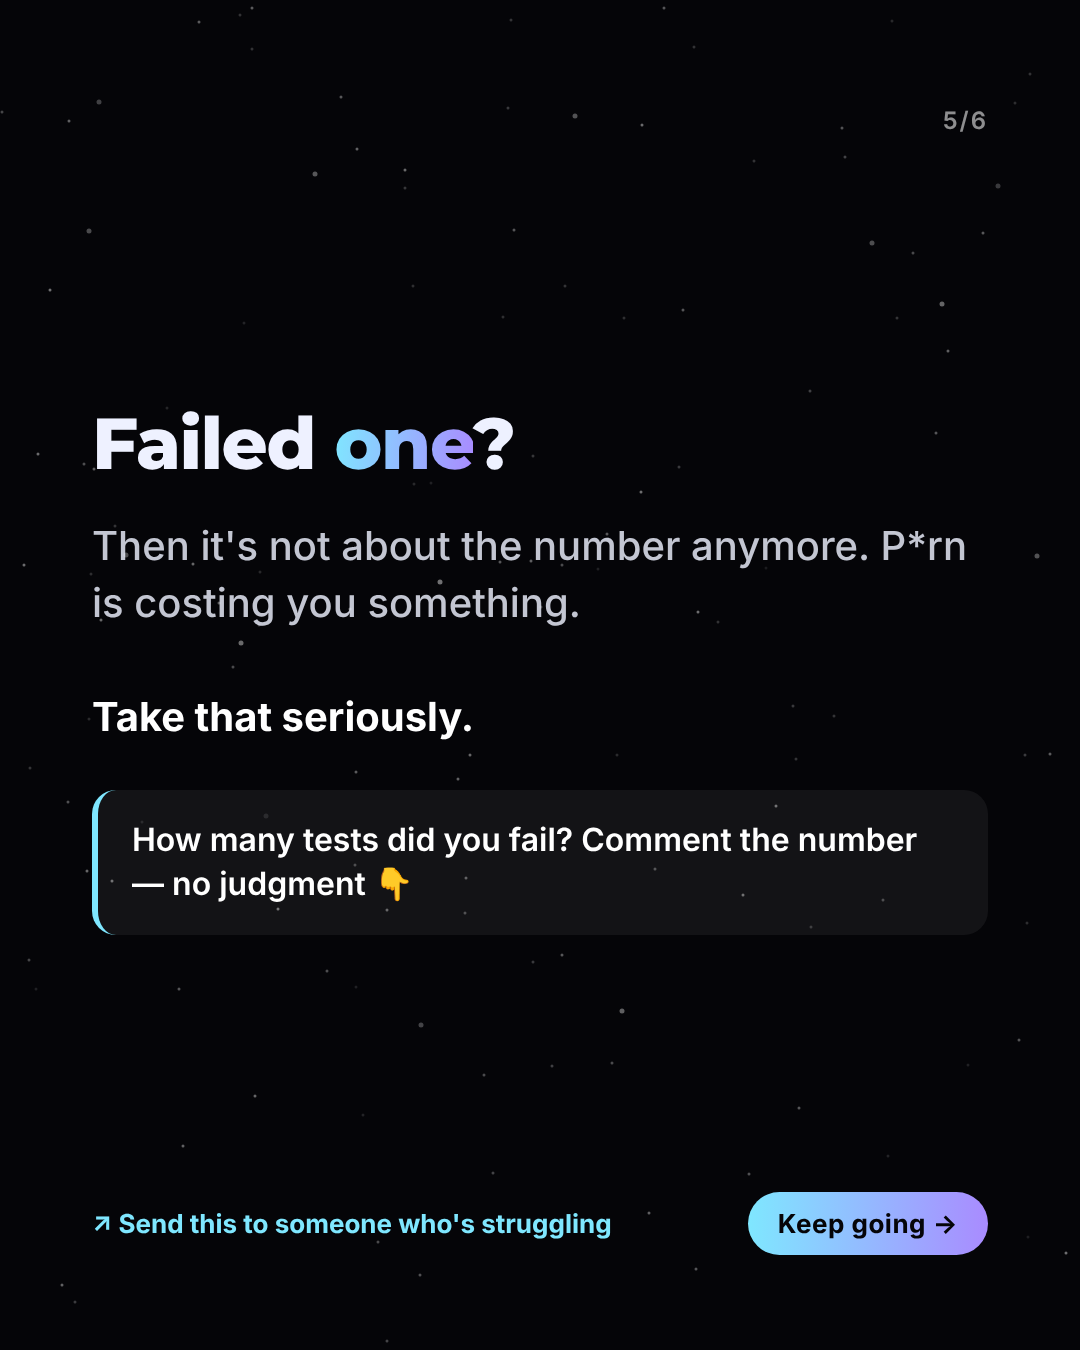 5/6
Failed one?
Then it's not about the number anymore. P*rn
is costing you something.
Take that seriously.
How many tests did you fail? Comment the number
— no judgment 👇
↗ Send this to someone who's struggling
Keep going →